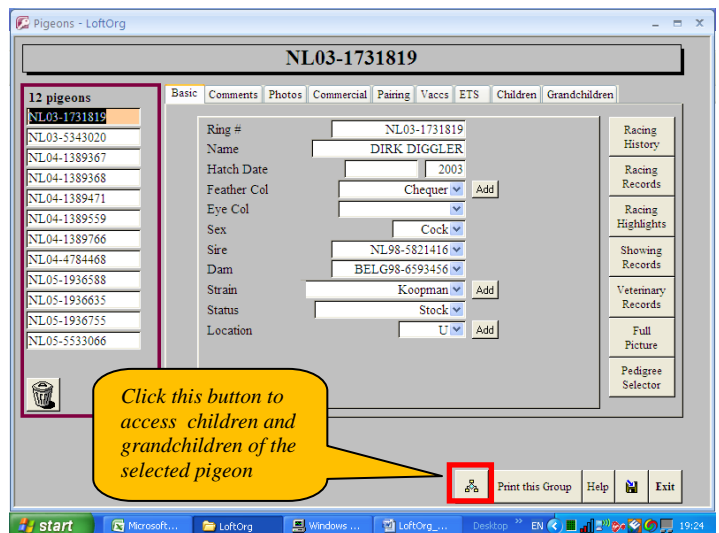 Pigeons - LoftOrg
NL03-1731819
12 pigeons
NL03-1731819
NL03-5343020
NL04-1389367
NL04-1389368
NL04-1389471
NL04-1389559
NL04-1389766
NL04-4784468
NL05-1936588
NL05-1936635
NL05-1936755
NL05-5533066
Basic Comments Photos Commercial Pairing Vaccs ETS Children Grandchildren
Ring # NL03-1731819
Name DIRK DIGGLER
Hatch Date 2003
Feather Col Chequer Add
Eye Col
Sex Cock
Sire NL98-5821416
Dam BELG98-6593456
Strain Koopman Add
Status Stock
Location U Add
Racing
History
Racing
Records
Racing
Highlights
Showing
Records
Veterinary
Records
Full
Picture
Pedigree
Selector
Click this button to
access children and
grandchildren of the
selected pigeon
Print this Group Help Exit
start Microsoft... LoftOrg Windows ... LoftOrg_... Desktop » EN 19:24